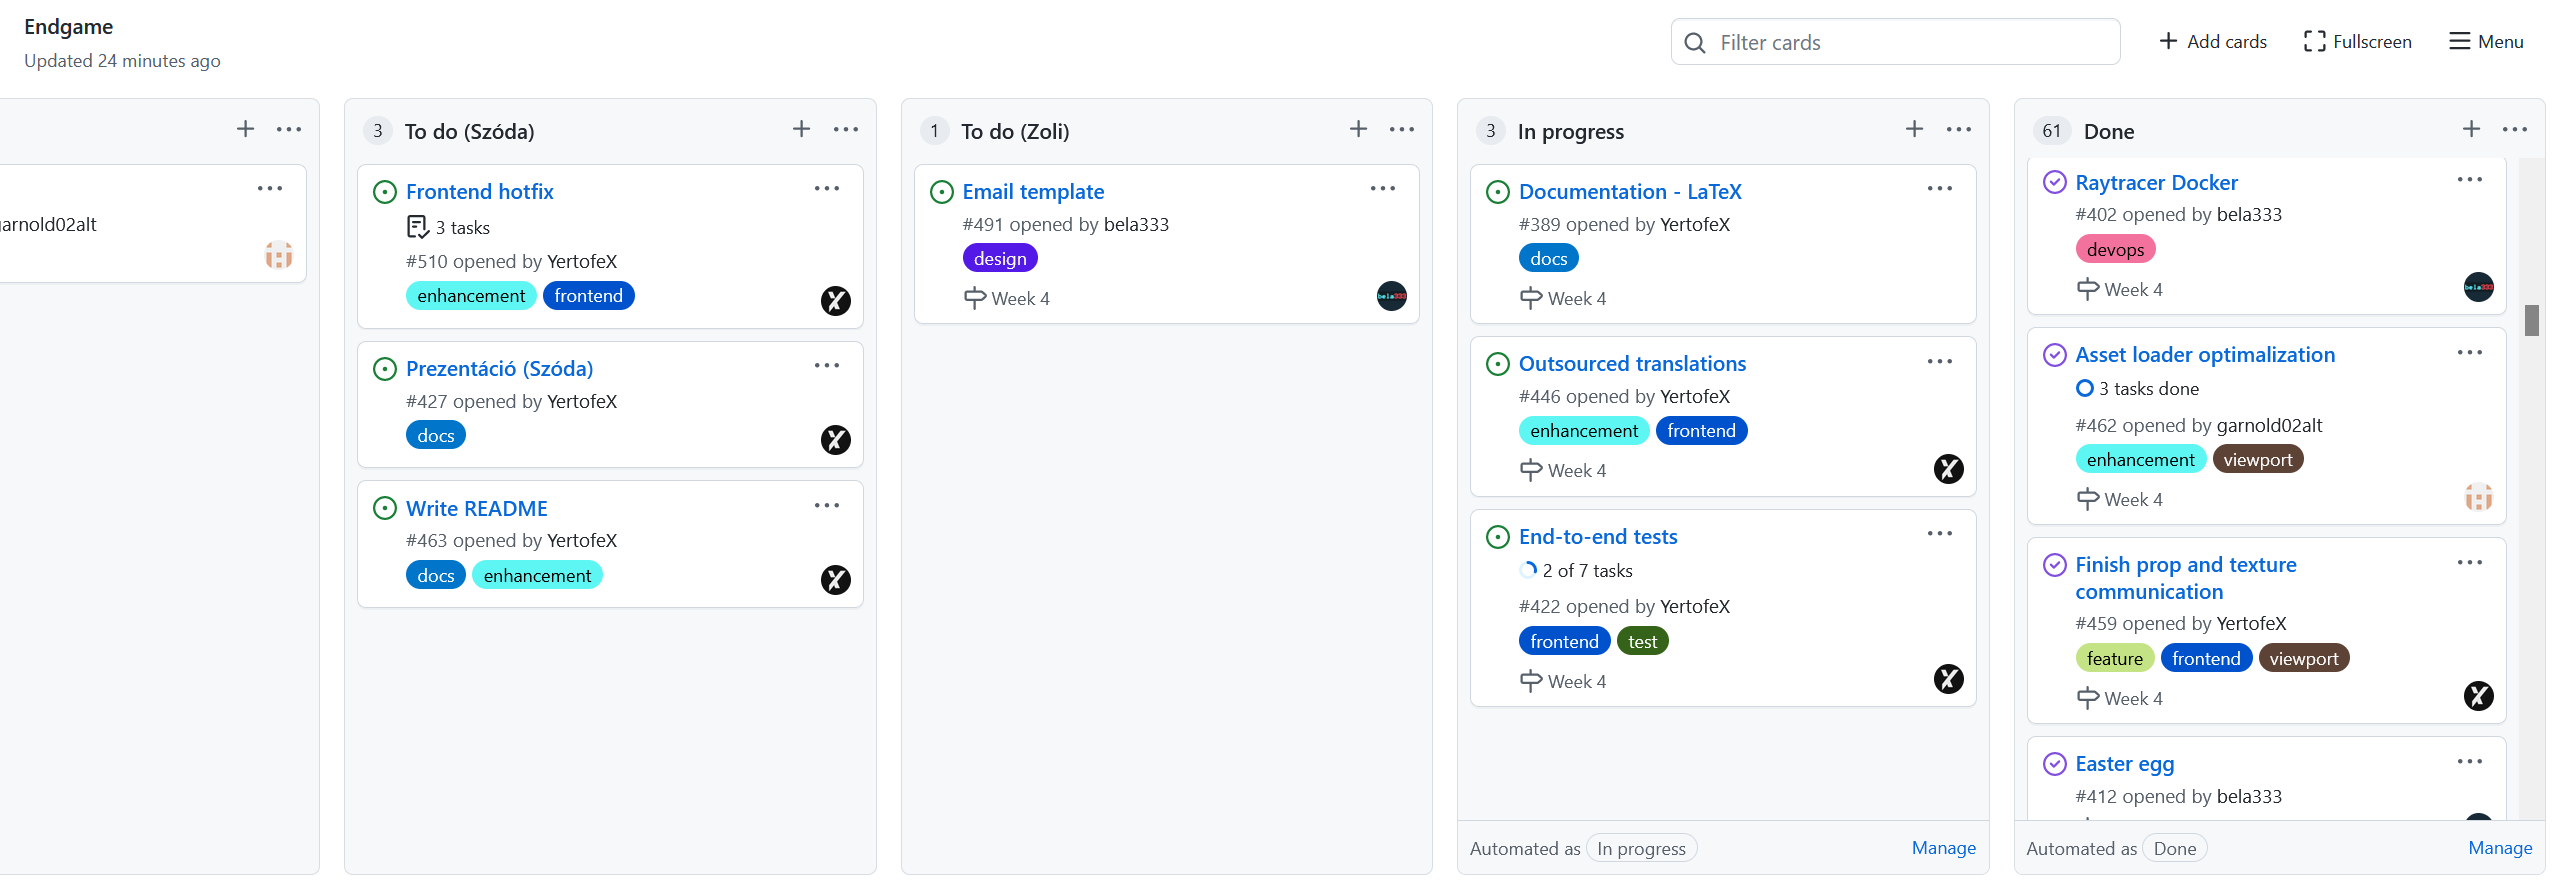 Endgame
Updated 24 minutes ago
Filter cards
Add cards
Fullscreen
Menu
garnold02alt
3 To do (Szóda)
Frontend hotfix
3 tasks
#510 opened by YertofeX
enhancement frontend
Prezentáció (Szóda)
#427 opened by YertofeX
docs
Write README
#463 opened by YertofeX
docs enhancement
1 To do (Zoli)
Email template
#491 opened by bela333
design
Week 4
bela333
3 In progress
Documentation - LaTeX
#389 opened by YertofeX
docs
Week 4
Outsourced translations
#446 opened by YertofeX
enhancement frontend
Week 4
End-to-end tests
2 of 7 tasks
#422 opened by YertofeX
frontend test
Week 4
Automated as In progress
Manage
61 Done
Raytracer Docker
#402 opened by bela333
devops
Week 4
bela333
Asset loader optimalization
3 tasks done
#462 opened by garnold02alt
enhancement viewport
Week 4
Finish prop and texture
communication
#459 opened by YertofeX
feature frontend viewport
Week 4
Easter egg
#412 opened by bela333
Automated as Done
Manage